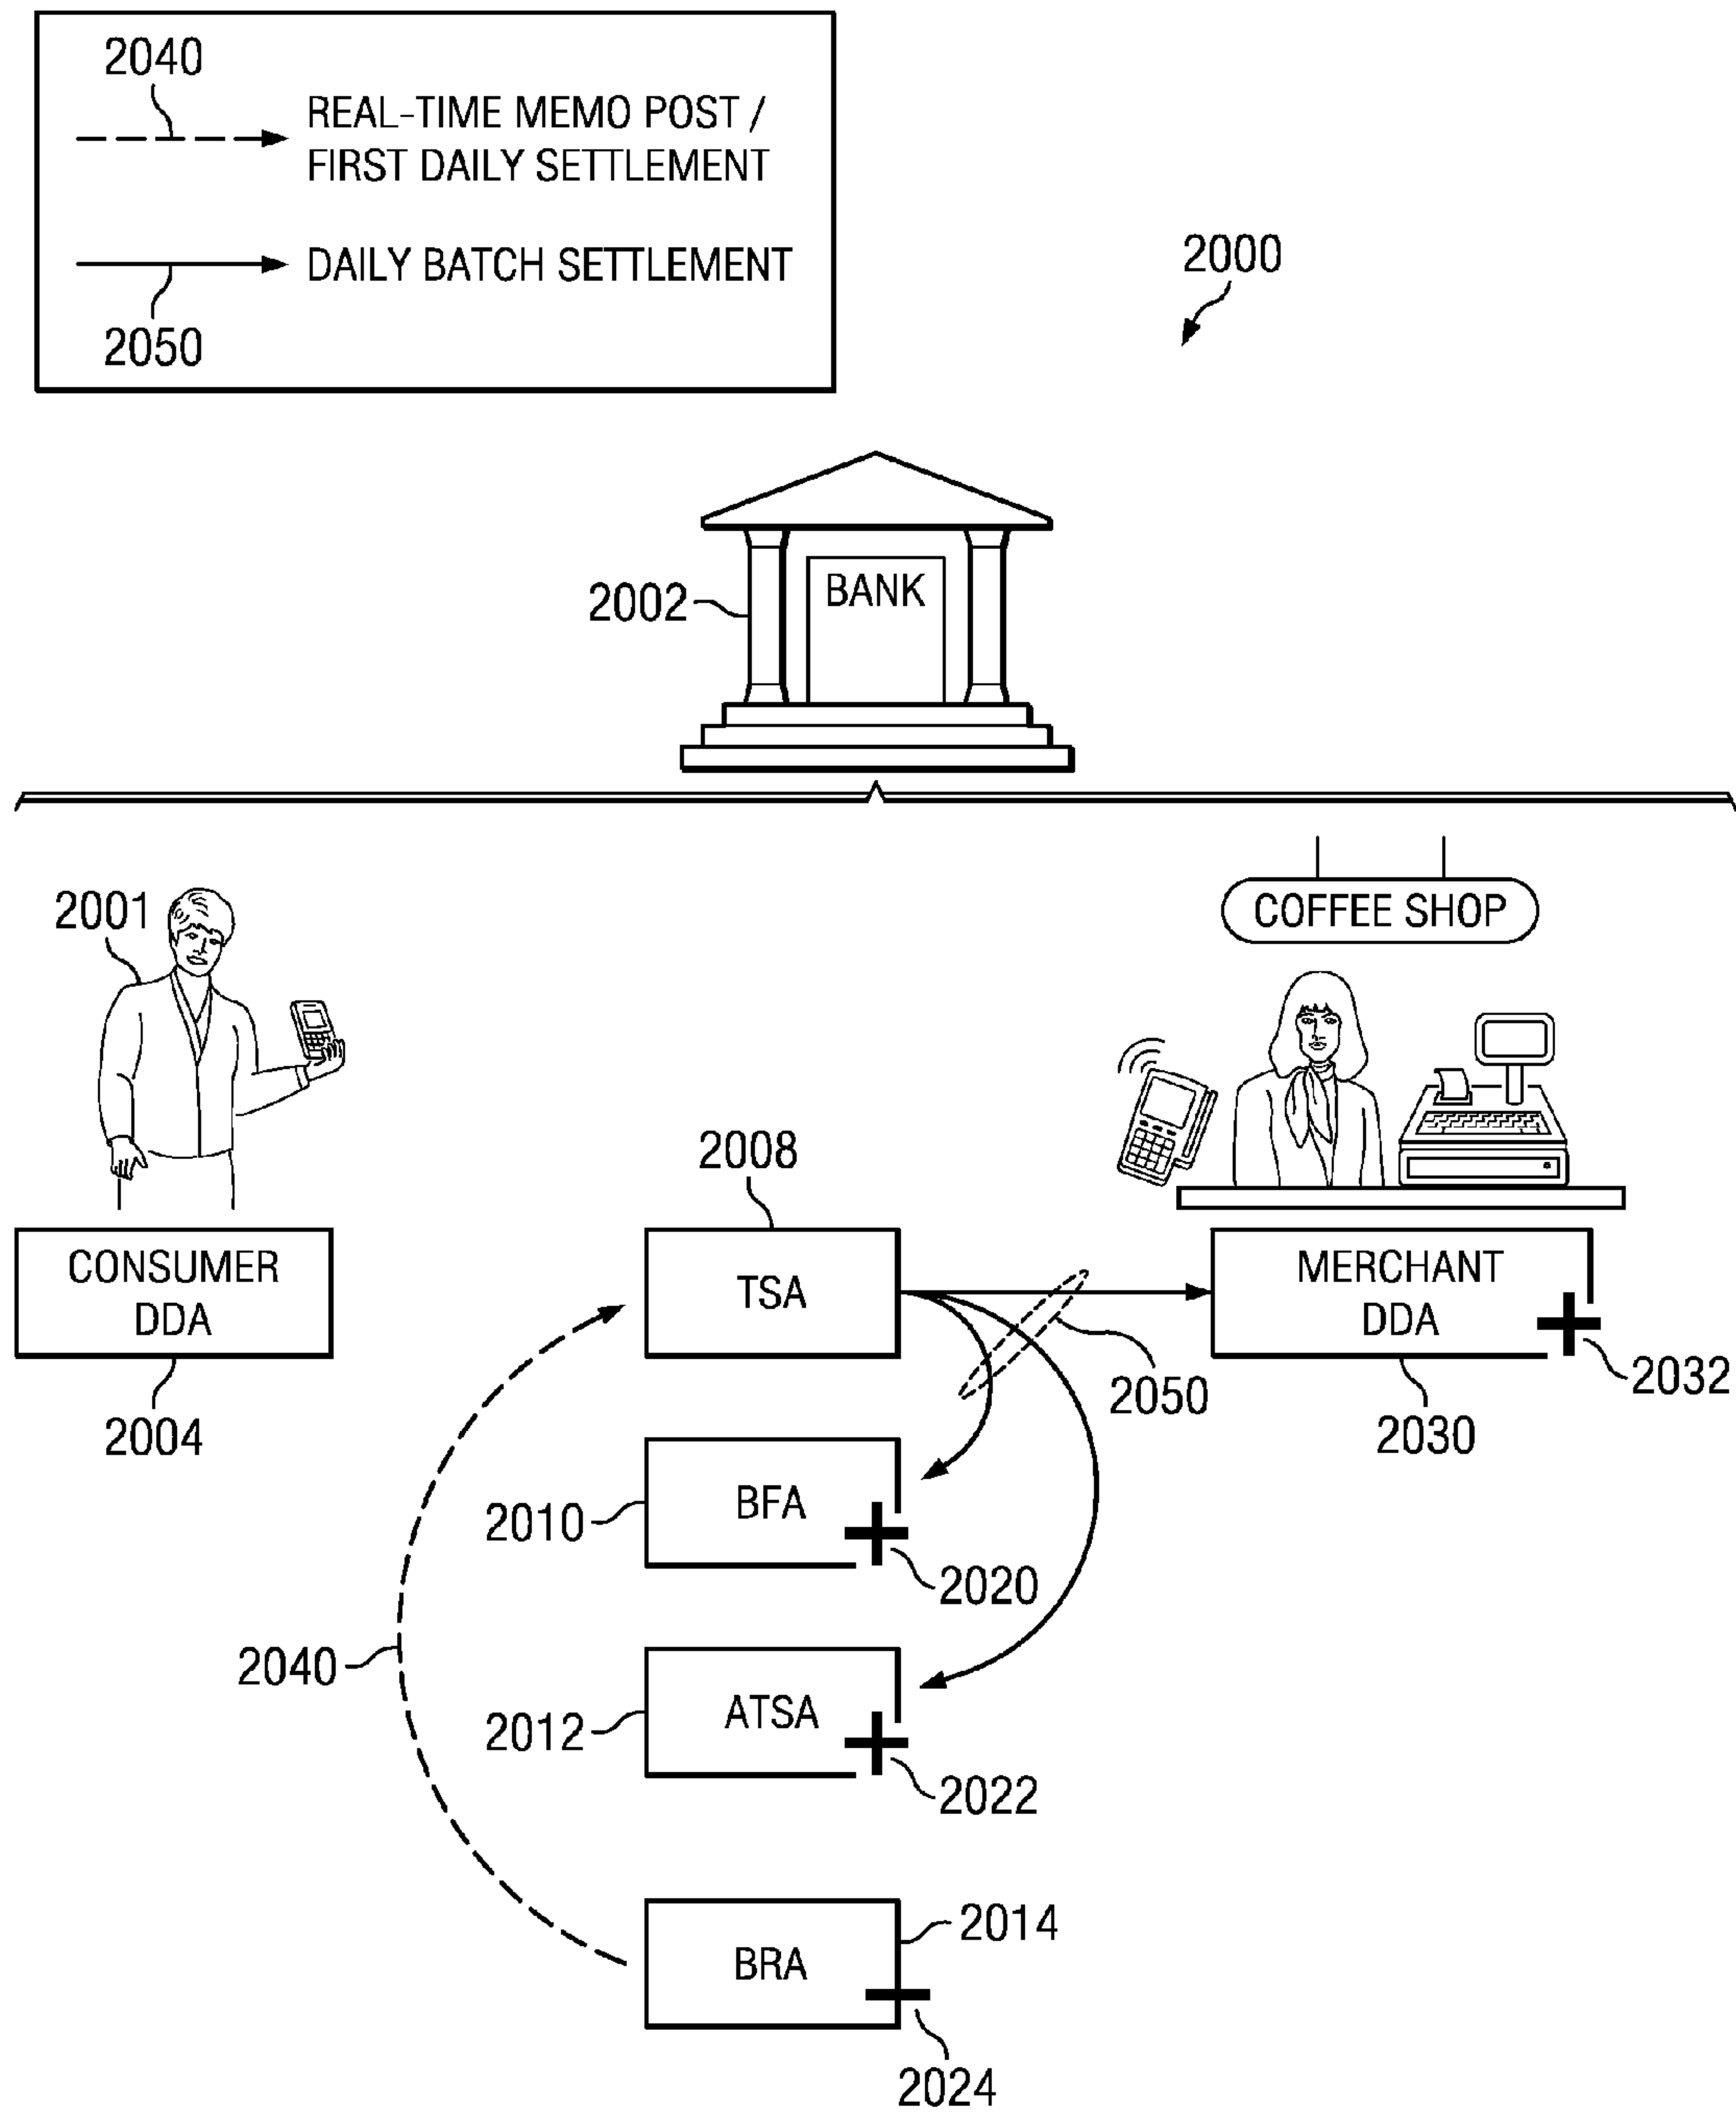 2040
REAL-TIME MEMO POST /
FIRST DAILY SETTLEMENT
DAILY BATCH SETTLEMENT
2050
2000
2002
BANK
2001
COFFEE SHOP
2008
CONSUMER
DDA
TSA
MERCHANT
DDA
2032
2050
2004
2030
BFA
2010
2020
2040
ATSA
2012
2022
2014
BRA
2024